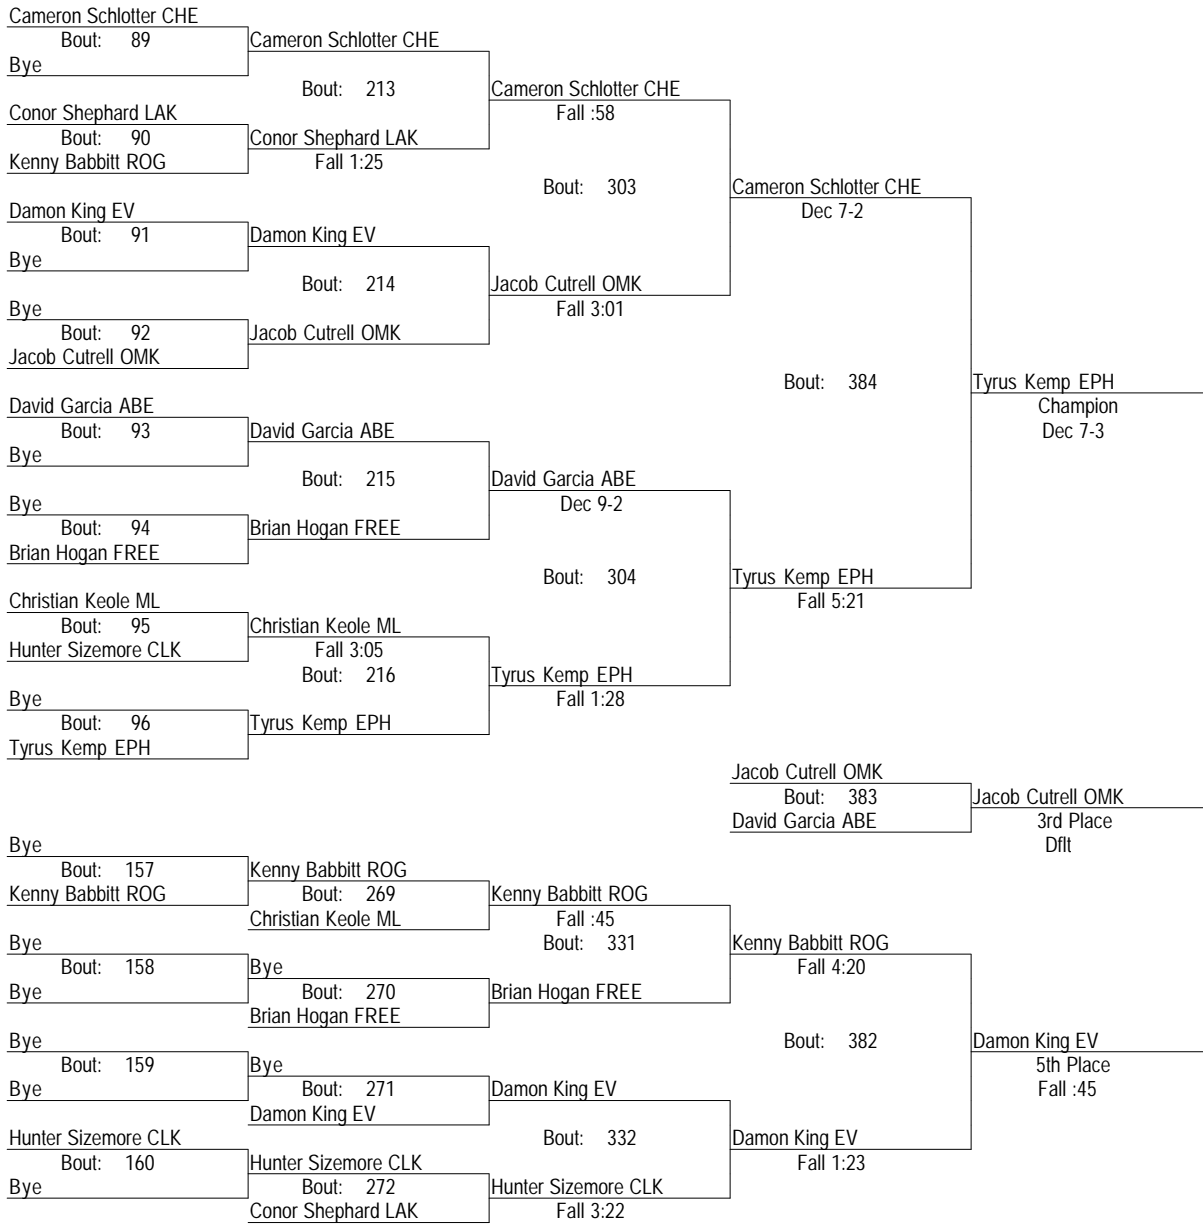 Cameron Schlotter CHE
Bout: 89
Bye
Cameron Schlotter CHE
Bout: 213
Cameron Schlotter CHE
Fall :58
Conor Shephard LAK
Bout: 90
Kenny Babbitt ROG
Conor Shephard LAK
Fall 1:25
Bout: 303
Cameron Schlotter CHE
Dec 7-2
Damon King EV
Bout: 91
Bye
Damon King EV
Bout: 214
Jacob Cutrell OMK
Fall 3:01
Bye
Bout: 92
Jacob Cutrell OMK
Jacob Cutrell OMK
Bout: 384
Tyrus Kemp EPH
Champion
Dec 7-3
David Garcia ABE
Bout: 93
Bye
David Garcia ABE
Bout: 215
David Garcia ABE
Dec 9-2
Bye
Bout: 94
Brian Hogan FREE
Brian Hogan FREE
Bout: 304
Tyrus Kemp EPH
Fall 5:21
Christian Keole ML
Bout: 95
Hunter Sizemore CLK
Christian Keole ML
Fall 3:05
Bout: 216
Tyrus Kemp EPH
Fall 1:28
Bye
Bout: 96
Tyrus Kemp EPH
Tyrus Kemp EPH
Jacob Cutrell OMK
Bout: 383
David Garcia ABE
Jacob Cutrell OMK
3rd Place
Dflt
Bye
Bout: 157
Kenny Babbitt ROG
Kenny Babbitt ROG
Bout: 269
Christian Keole ML
Kenny Babbitt ROG
Fall :45
Bout: 331
Kenny Babbitt ROG
Fall 4:20
Bye
Bout: 158
Bye
Bye
Bout: 270
Brian Hogan FREE
Brian Hogan FREE
Bout: 382
Damon King EV
5th Place
Fall :45
Bye
Bout: 159
Bye
Bye
Bout: 271
Damon King EV
Damon King EV
Bout: 332
Damon King EV
Fall 1:23
Hunter Sizemore CLK
Bout: 160
Bye
Hunter Sizemore CLK
Bout: 272
Conor Shephard LAK
Hunter Sizemore CLK
Fall 3:22